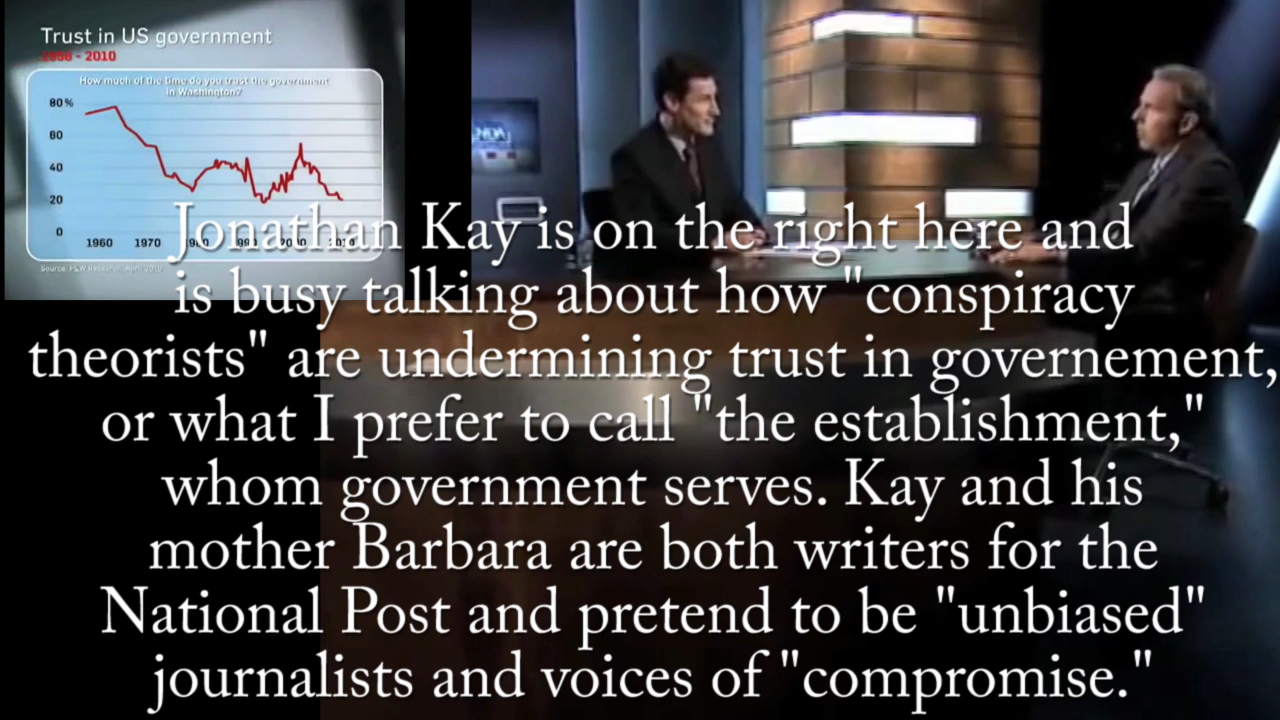 Trust in US government
- 2010
How much of the time do you trust the government
in Washington?
80%
60
40
20
0
1960 1970
Jonathan Kay is on the right here and
is busy talking about how "conspiracy
theorists" are undermining trust in governement,
or what I prefer to call "the establishment,"
whom government serves. Kay and his
mother Barbara are both writers for the
National Post and pretend to be "unbiased"
journalists and voices of "compromise."